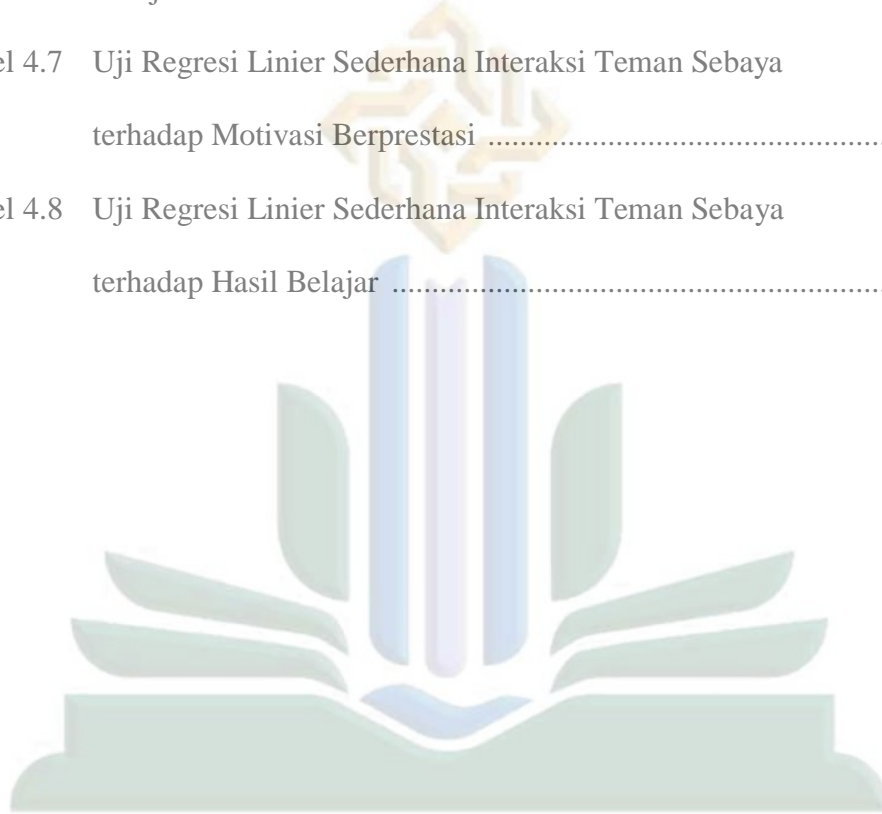 el 4.7 Uji Regresi Linier Sederhana Interaksi Teman Sebaya
terhadap Motivasi Berprestasi ................................................
el 4.8 Uji Regresi Linier Sederhana Interaksi Teman Sebaya
terhadap Hasil Belajar ............................................................